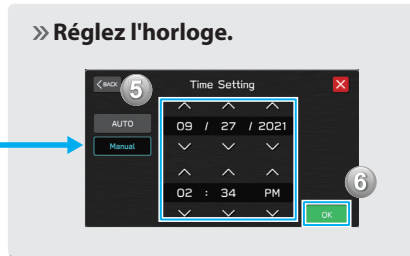 » Réglez l'horloge.
< BACK 5 Time Setting X
AUTO 09 / 27 / 2021
Manual
02 : 34 PM
6
OK